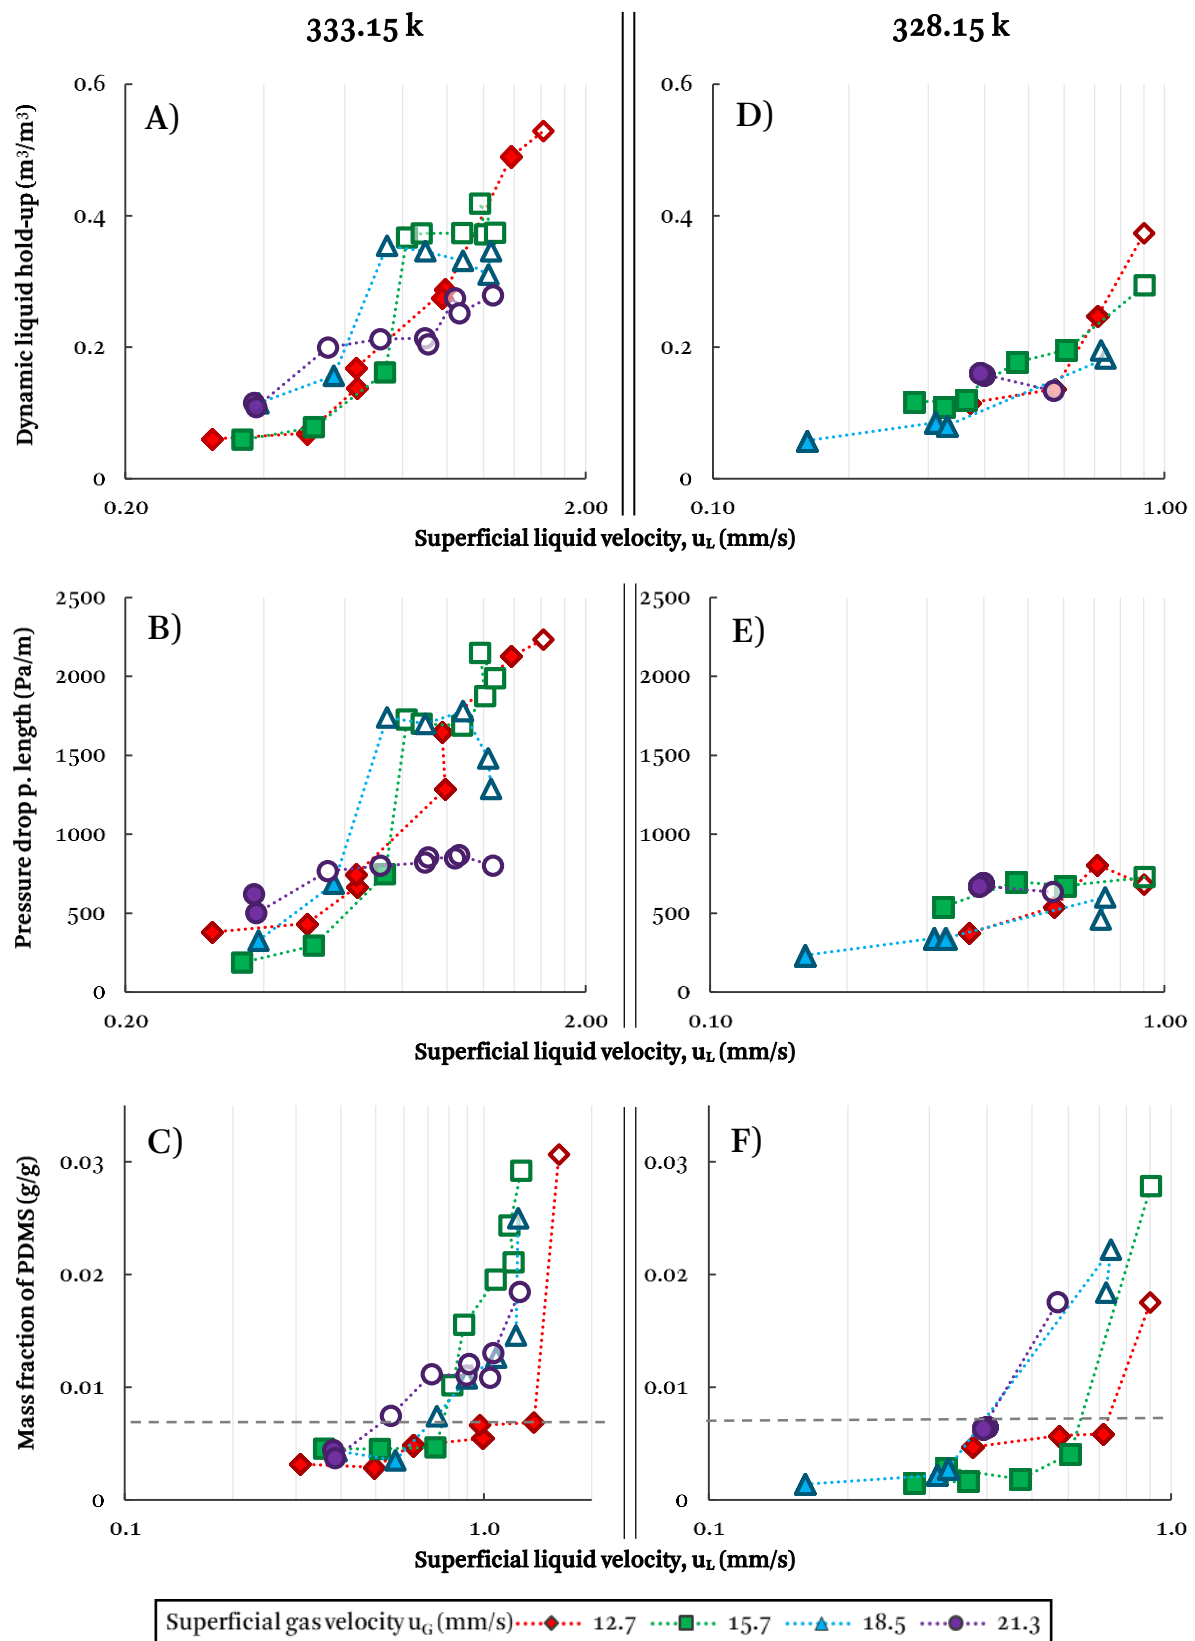 333.15 k
328.15 k
Dynamic liquid hold-up (m³/m³)
A)
0.6
0.4
0.2
0
0.20
2.00
D)
0.6
0.4
0.2
0
0.10
1.00
Superficial liquid velocity, uL (mm/s)
Pressure drop p. length (Pa/m)
B)
2500
2000
1500
1000
500
0
0.20
2.00
E)
2500
2000
1500
1000
500
0
0.10
1.00
Superficial liquid velocity, uL (mm/s)
Mass fraction of PDMS (g/g)
C)
0.03
0.02
0.01
0
0.1
1.0
F)
0.03
0.02
0.01
0
0.1
1.0
Superficial liquid velocity, uL (mm/s)
Superficial gas velocity uG (mm/s) 12.7 15.7 18.5 21.3